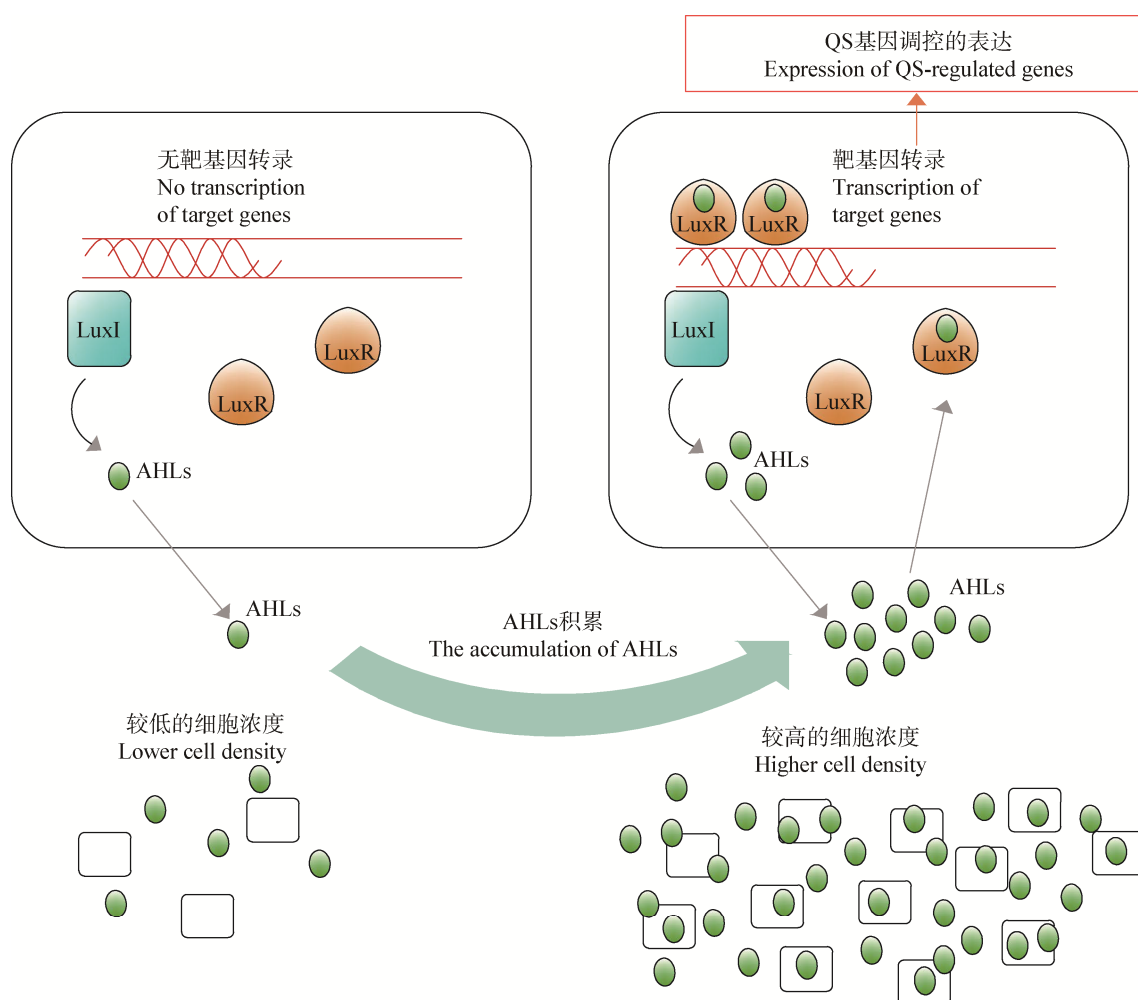 QS基因调控的表达
Expression of QS-regulated genes
无靶基因转录
No transcription
of target genes
LuxI
LuxR
LuxR
AHLs
AHLs
靶基因转录
Transcription of
target genes
LuxR
LuxR
LuxI
LuxR
LuxR
AHLs
AHLs
AHLs积累
The accumulation of AHLs
较低的细胞浓度
Lower cell density
较高的细胞浓度
Higher cell density